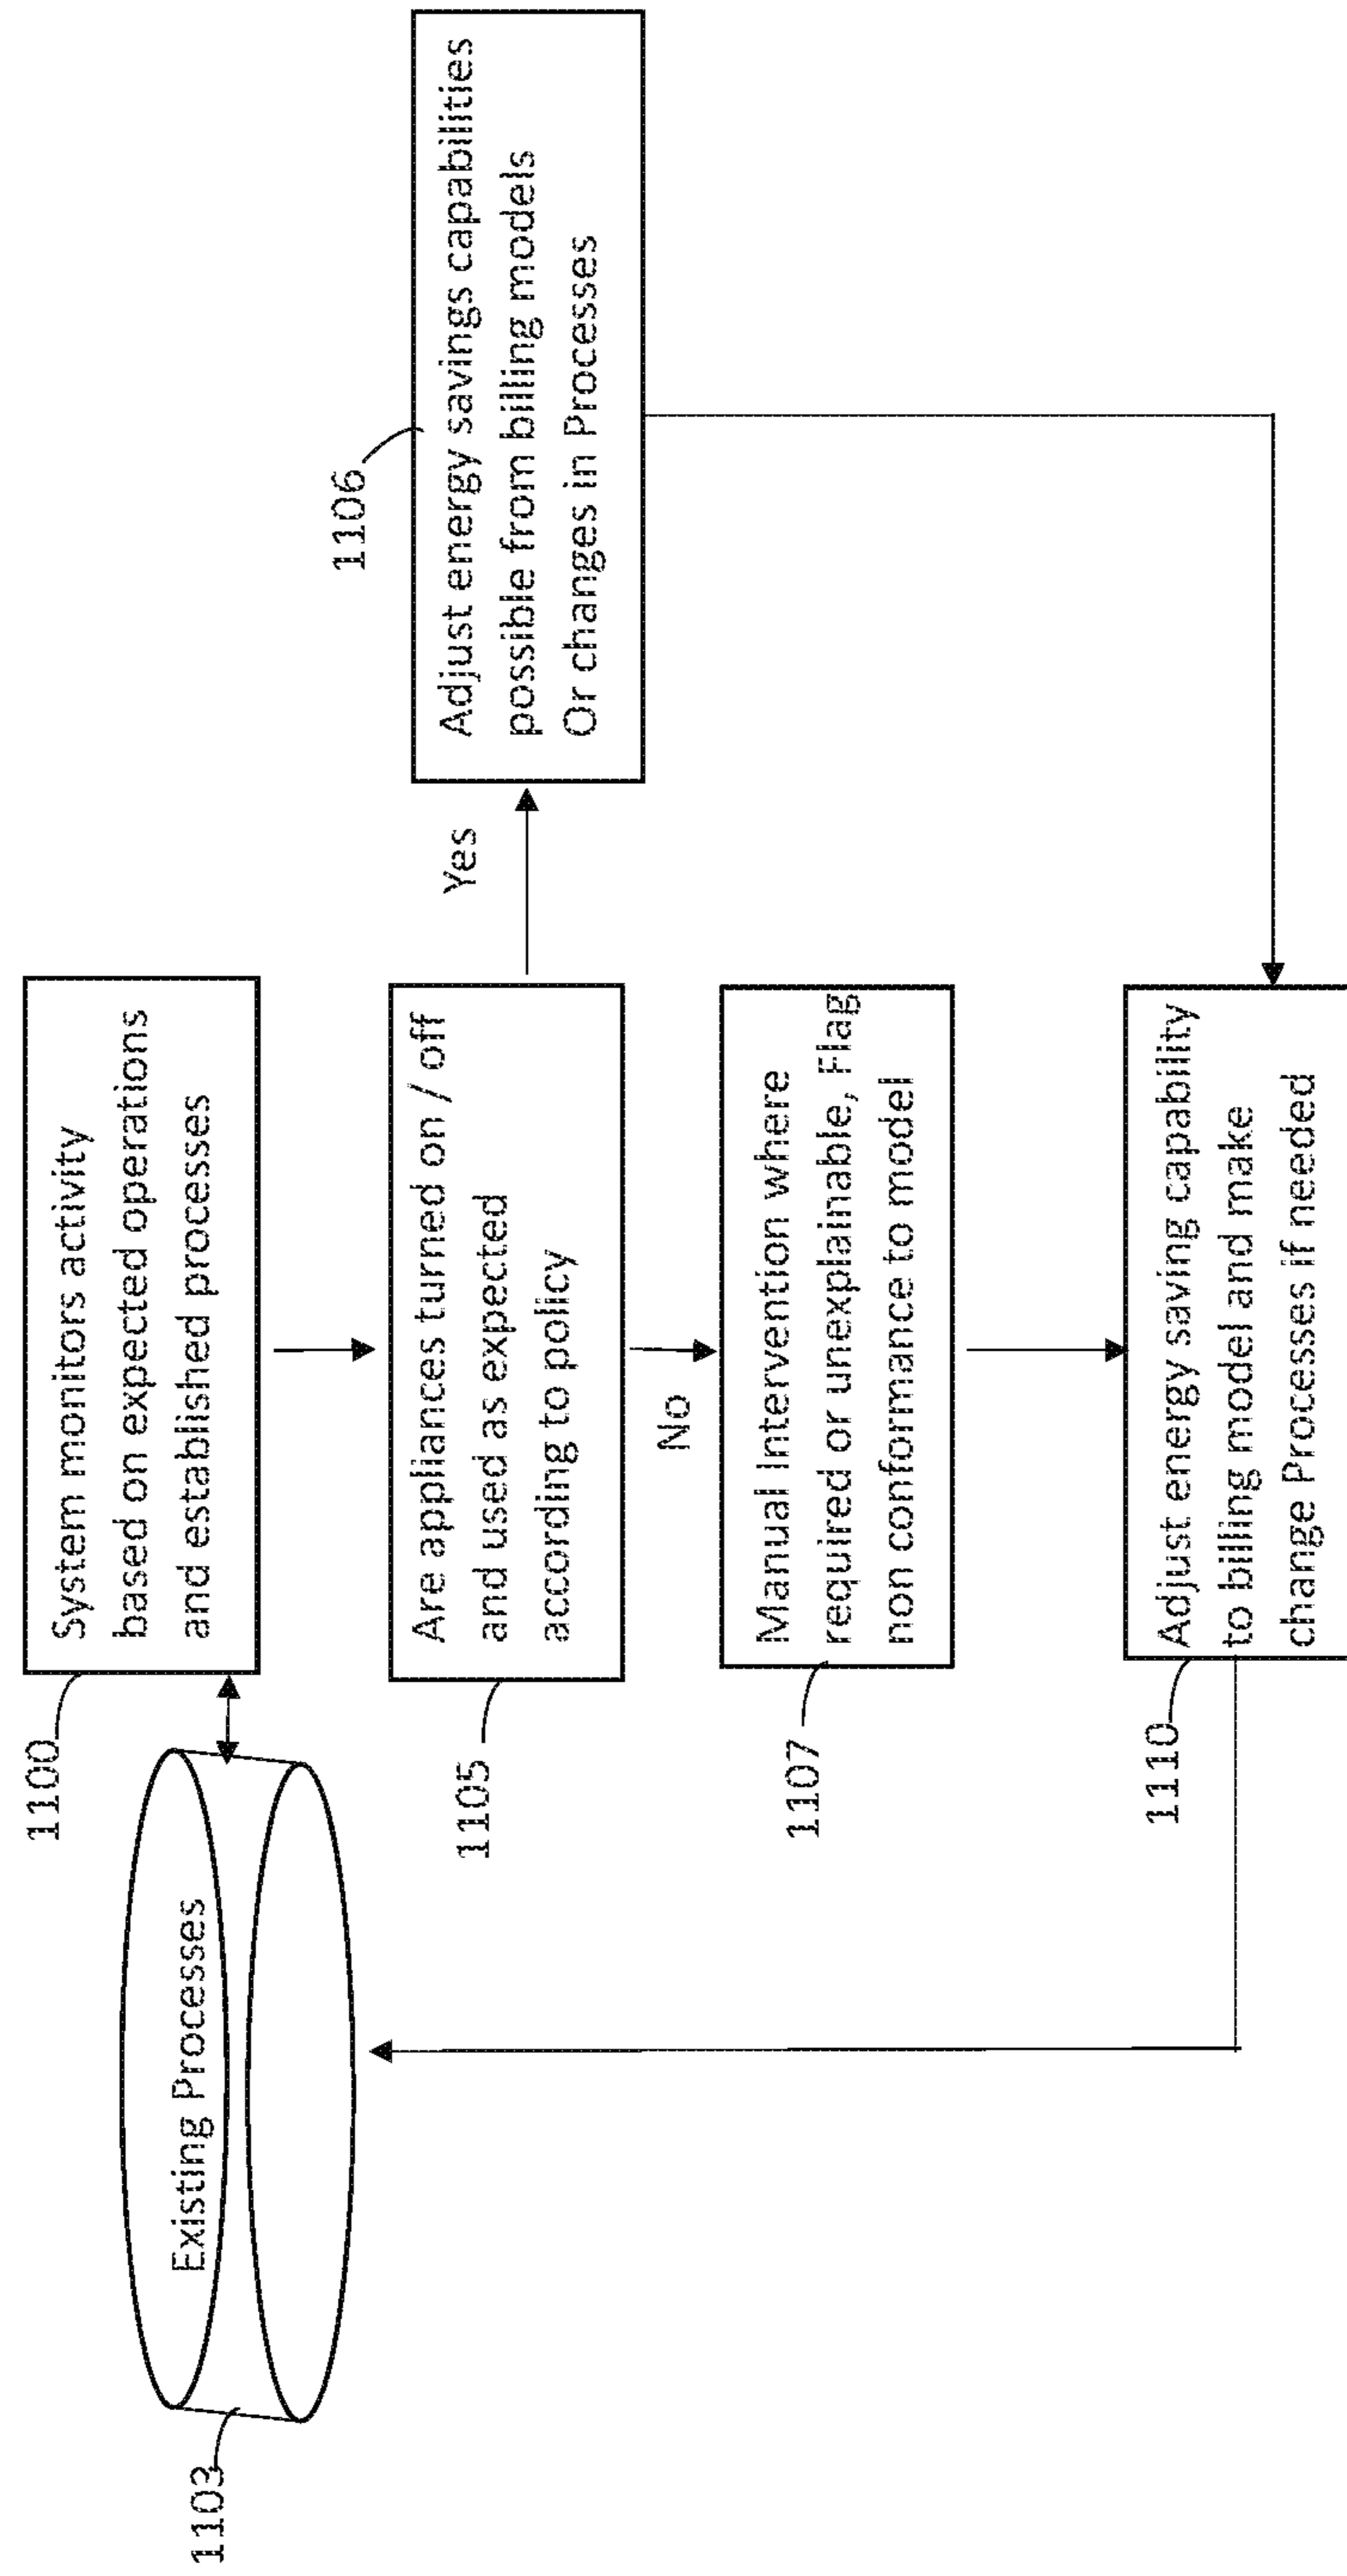 1100
System monitors activity
based on expected operations
and established processes
Existing Processes
1103
1105
Are appliances turned on / off
and used as expected
according to policy
Yes
1106
Adjust energy savings capabilities
possible from billing models
Or changes in Processes
No
1107
Manual Intervention where
required or unexplainable, Flag
non conformance to model
1110
Adjust energy saving capability
to billing model and make
change Processes if needed